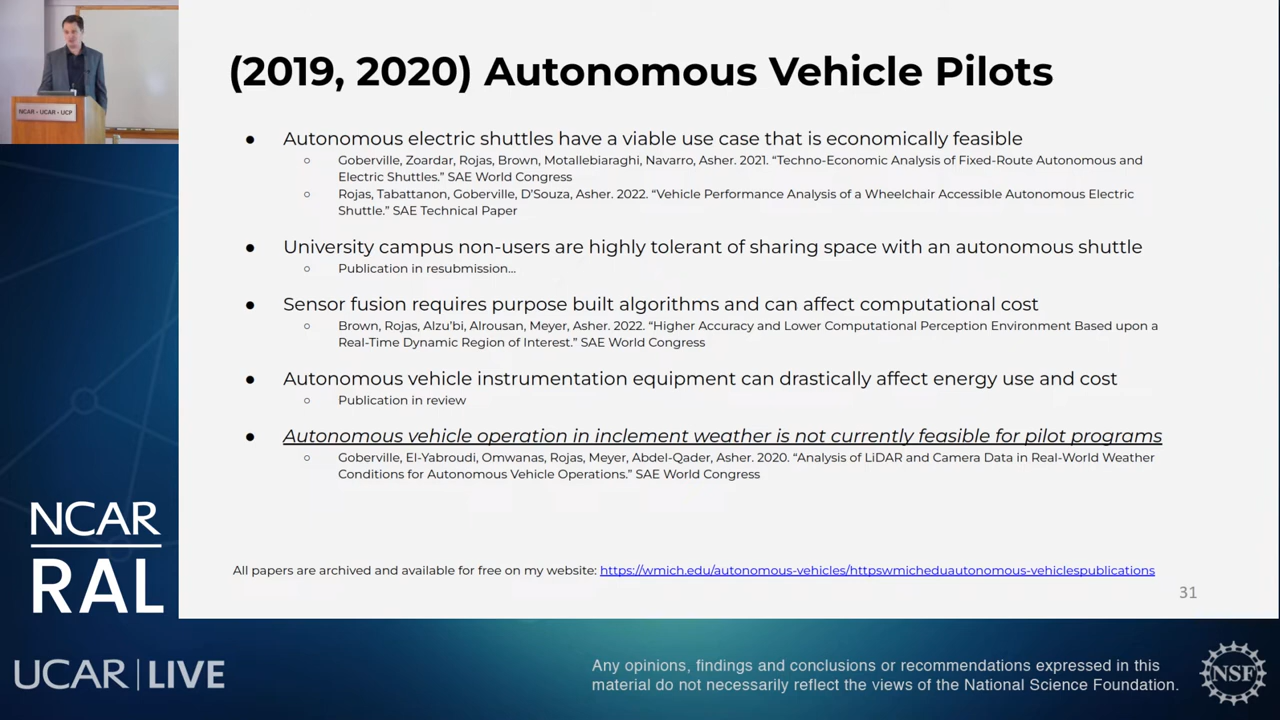 NCAR • UCAR • UCP
(2019, 2020) Autonomous Vehicle Pilots
● Autonomous electric shuttles have a viable use case that is economically feasible
○ Goberville, Zoardar, Rojas, Brown, Motallebiaraghi, Navarro, Asher. 2021. “Techno-Economic Analysis of Fixed-Route Autonomous and
Electric Shuttles.” SAE World Congress
○ Rojas, Tabattanon, Goberville, D’Souza, Asher. 2022. “Vehicle Performance Analysis of a Wheelchair Accessible Autonomous Electric
Shuttle.” SAE Technical Paper
● University campus non-users are highly tolerant of sharing space with an autonomous shuttle
○ Publication in resubmission...
● Sensor fusion requires purpose built algorithms and can affect computational cost
○ Brown, Rojas, Alzu’bi, Alrousan, Meyer, Asher. 2022. “Higher Accuracy and Lower Computational Perception Environment Based upon a
Real-Time Dynamic Region of Interest.” SAE World Congress
● Autonomous vehicle instrumentation equipment can drastically affect energy use and cost
○ Publication in review
● Autonomous vehicle operation in inclement weather is not currently feasible for pilot programs
○ Goberville, El-Yabroudi, Omwanas, Rojas, Meyer, Abdel-Qader, Asher. 2020. “Analysis of LiDAR and Camera Data in Real-World Weather
Conditions for Autonomous Vehicle Operations.” SAE World Congress
All papers are archived and available for free on my website: https://wmich.edu/autonomous-vehicles/httpswmicheduautonomous-vehiclespublications
31
NCAR
RAL
UCAR | LIVE
Any opinions, findings and conclusions or recommendations expressed in this
material do not necessarily reflect the views of the National Science Foundation.
NSF